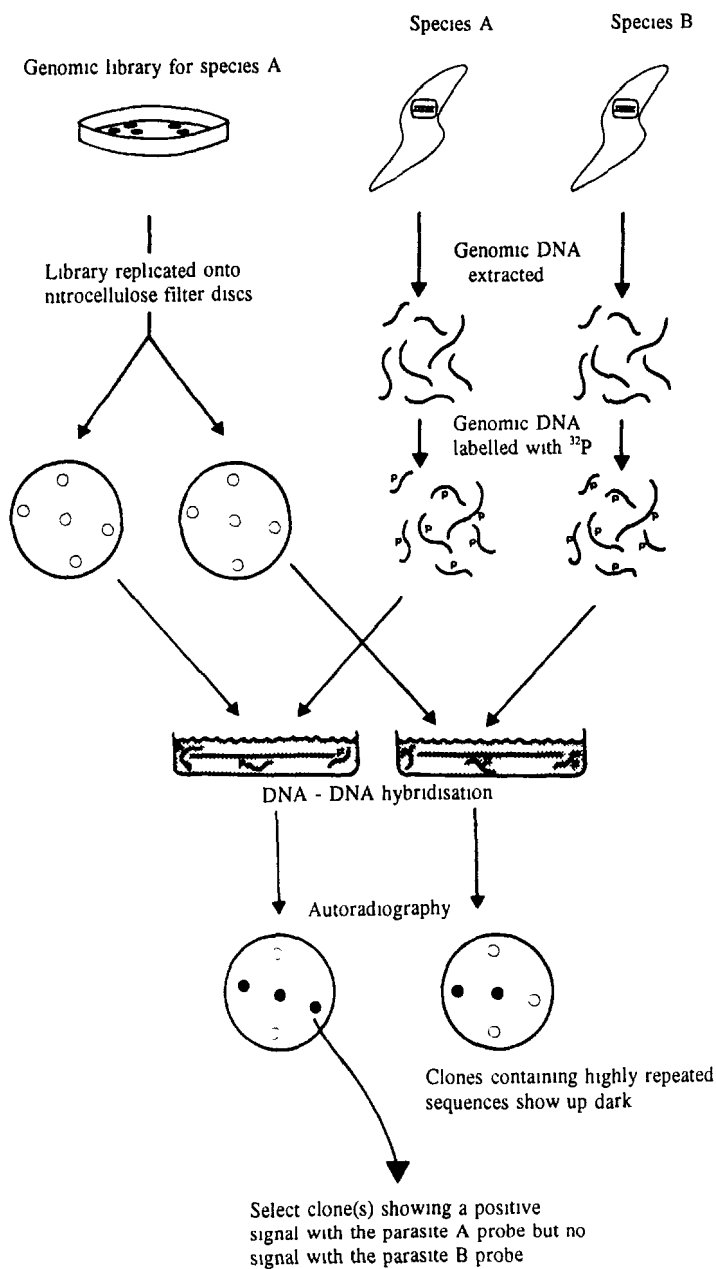 Species A
Species B
Genomic library for species A
Genomic DNA
extracted
Library replicated onto
nitrocellulose filter discs
Genomic DNA
labelled with ³²P
P
P
P
P
P
P
P
P
P
P
P
P
P
P
DNA - DNA hybridisation
Autoradiography
Clones containing highly repeated
sequences show up dark
Select clone(s) showing a positive
signal with the parasite A probe but no
signal with the parasite B probe